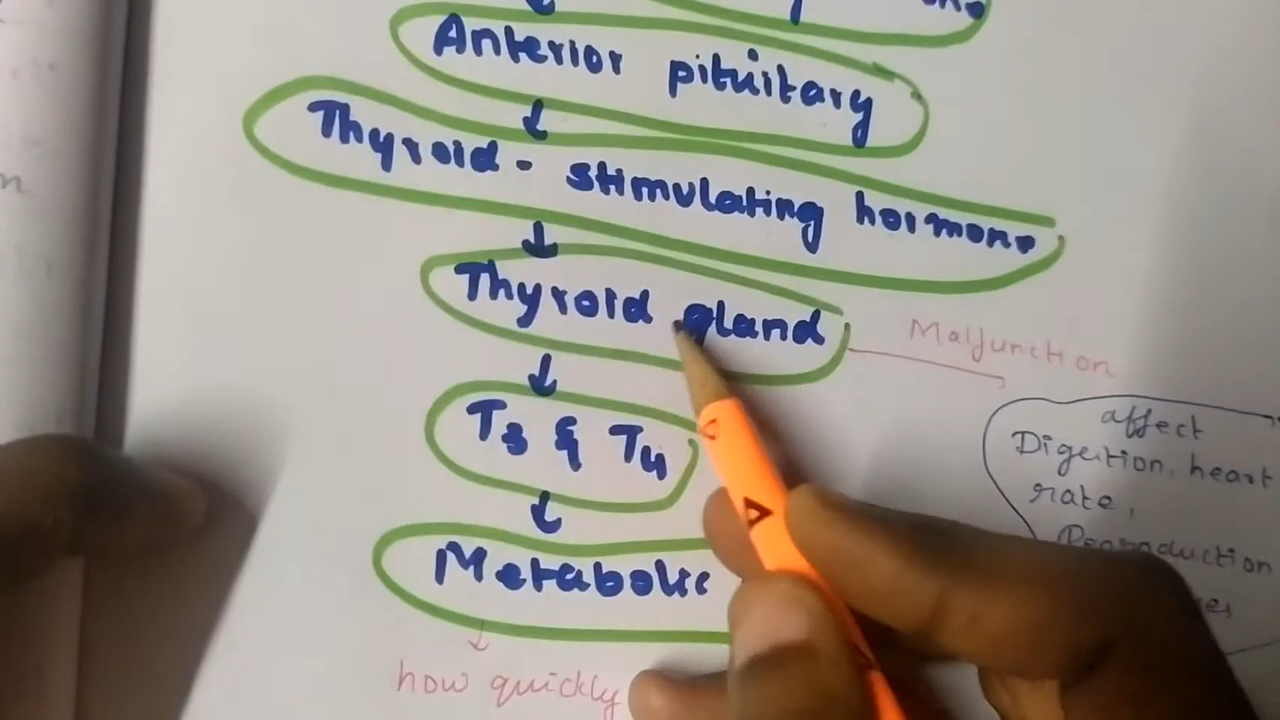 Anterior pituitary
Thyroid - stimulating hormone
Thyroid gland
Malfunction
T3 & T4
affect
Digestion, heart
rate,
Reproduction
Metabolic
how quickly